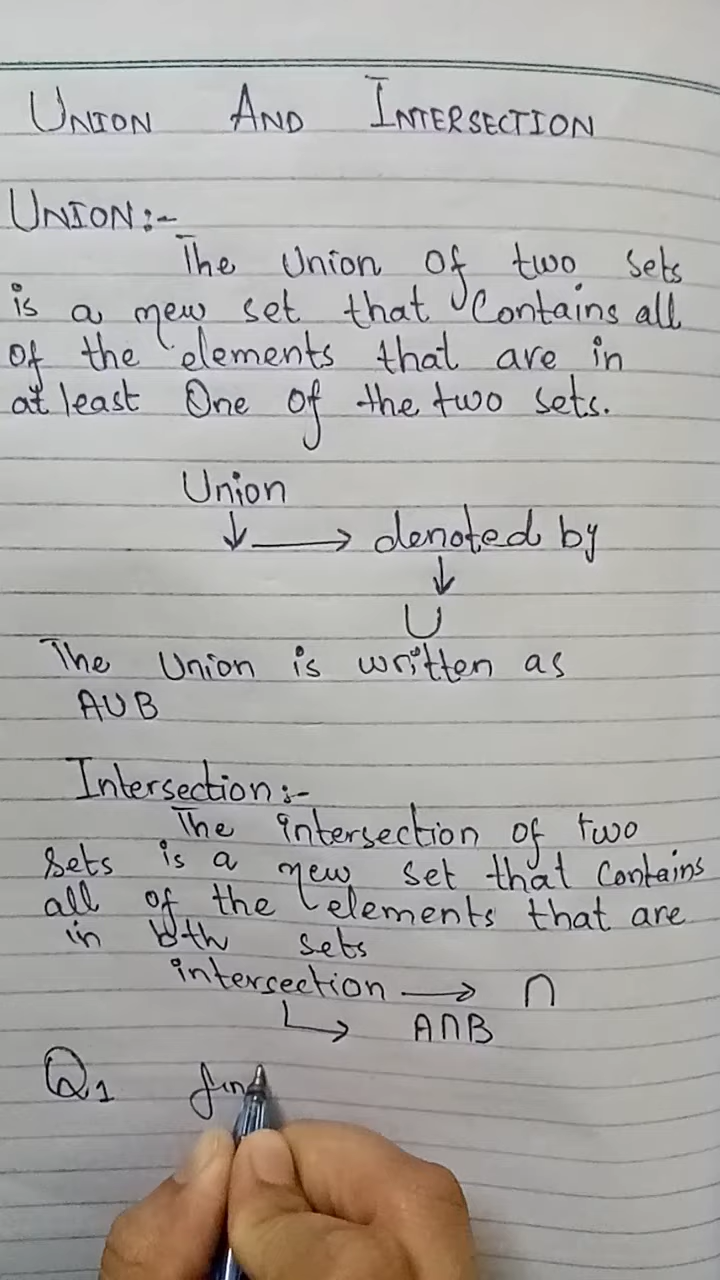 UNION AND INTERSECTION
UNION:-
The Union of two sets
is a new set that Contains all
of the elements that are in
at least One of the two sets.
Union
↓ → denoted by
↓
U
The Union is written as
A∪B
Intersection:-
The intersection of two
sets is a new set that contains
all of the elements that are
in both sets
intersection → ∩
↳ A∩B
Q1